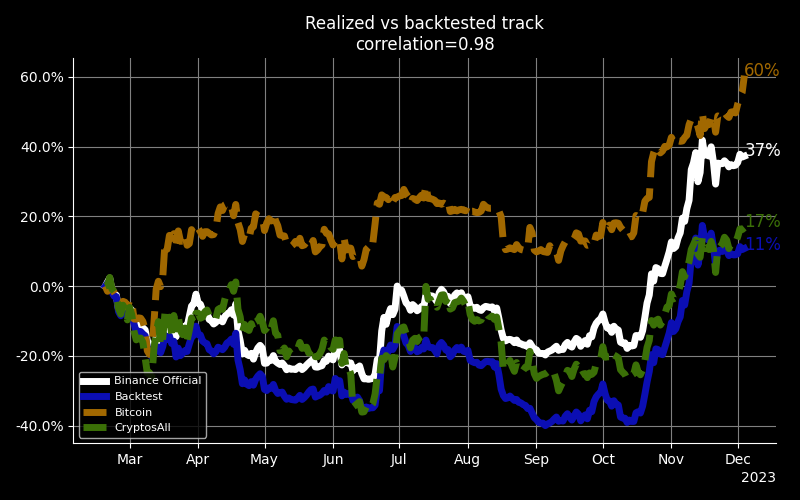 Realized vs backtested track
correlation=0.98
60.0%
40.0%
20.0%
0.0%
-20.0%
-40.0%
60%
37%
17%
11%
Binance Official
Backtest
Bitcoin
CryptosAll
Mar Apr May Jun Jul Aug Sep Oct Nov Dec
2023